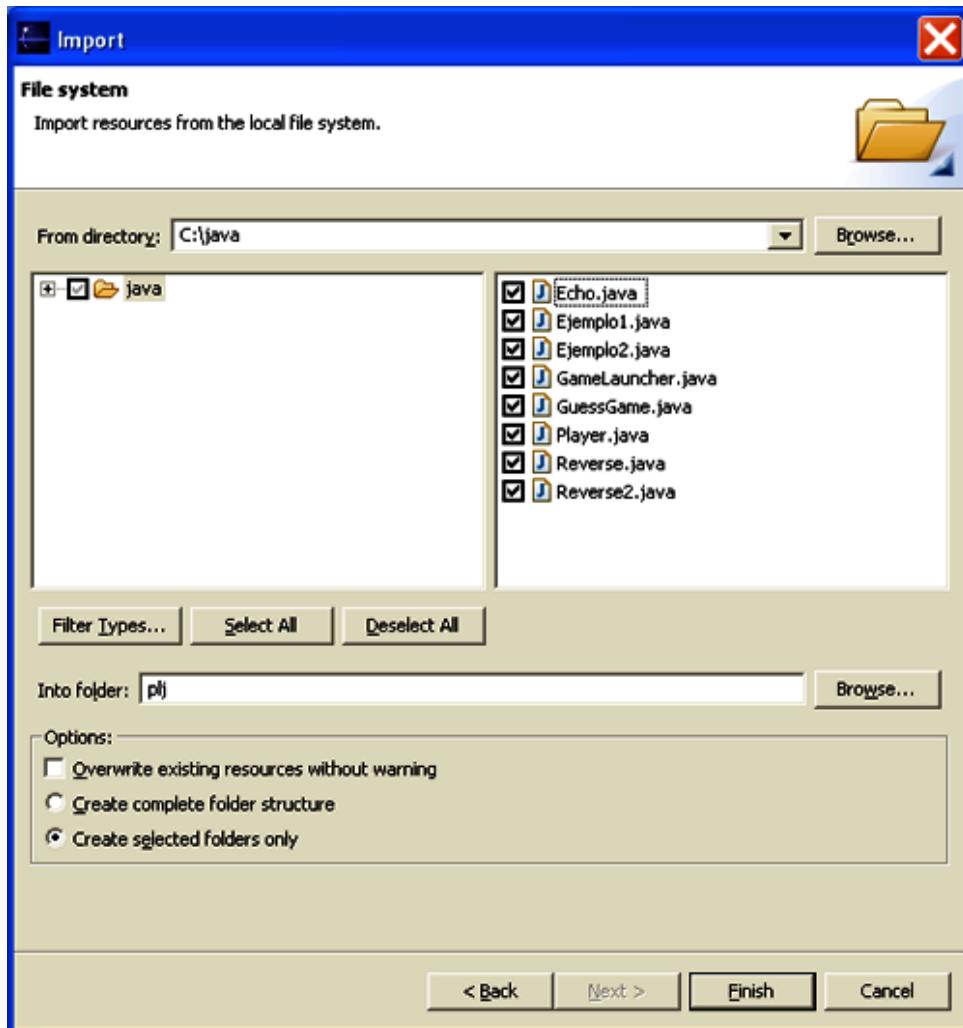 Import
File system
Import resources from the local file system.
From directory: C:\java Browse...
java
Echo.java
Ejemplo1.java
Ejemplo2.java
GameLauncher.java
GuessGame.java
Player.java
Reverse.java
Reverse2.java
Filter Types... Select All Deselect All
Into folder: plj Browse...
Options:
Overwrite existing resources without warning
Create complete folder structure
Create selected folders only
< Back Next > Finish Cancel